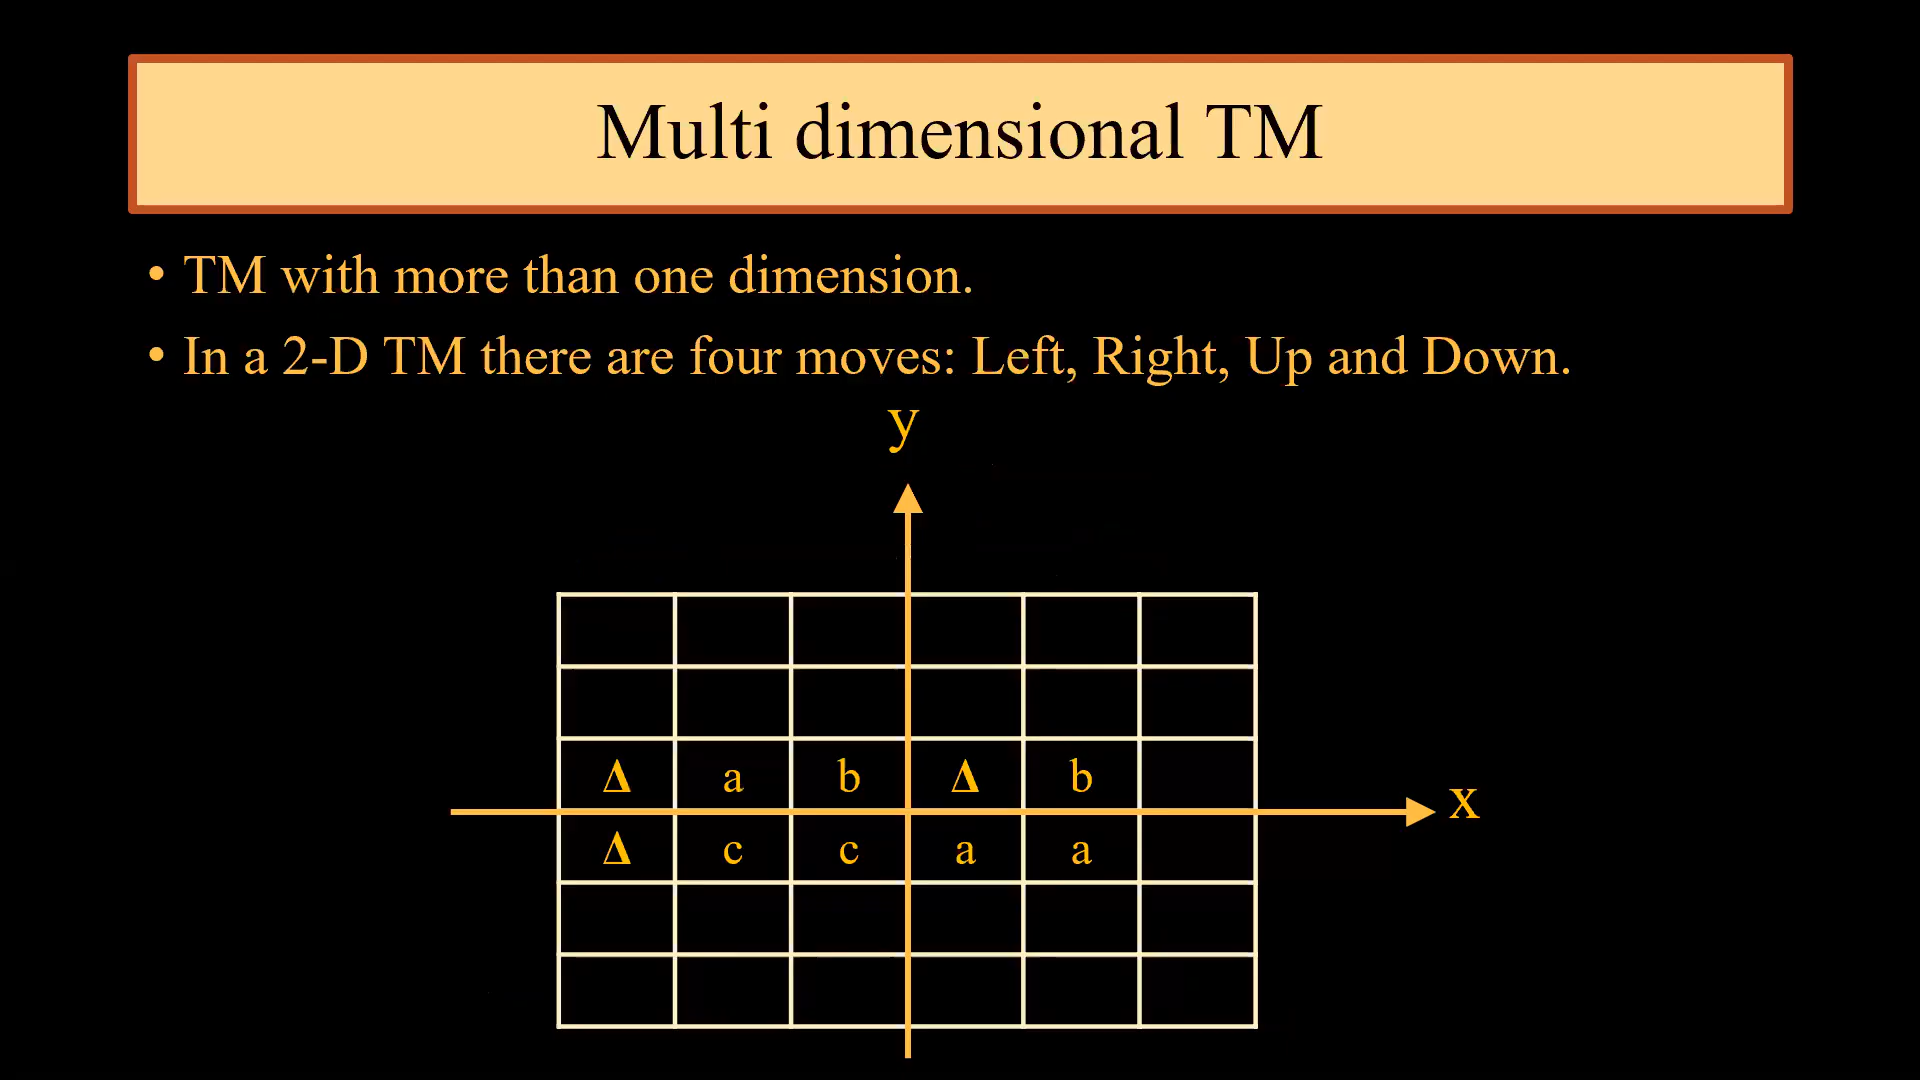 Multi dimensional TM
• TM with more than one dimension.
• In a 2-D TM there are four moves: Left, Right, Up and Down.
y
Δ a b Δ b
x
Δ c c a a